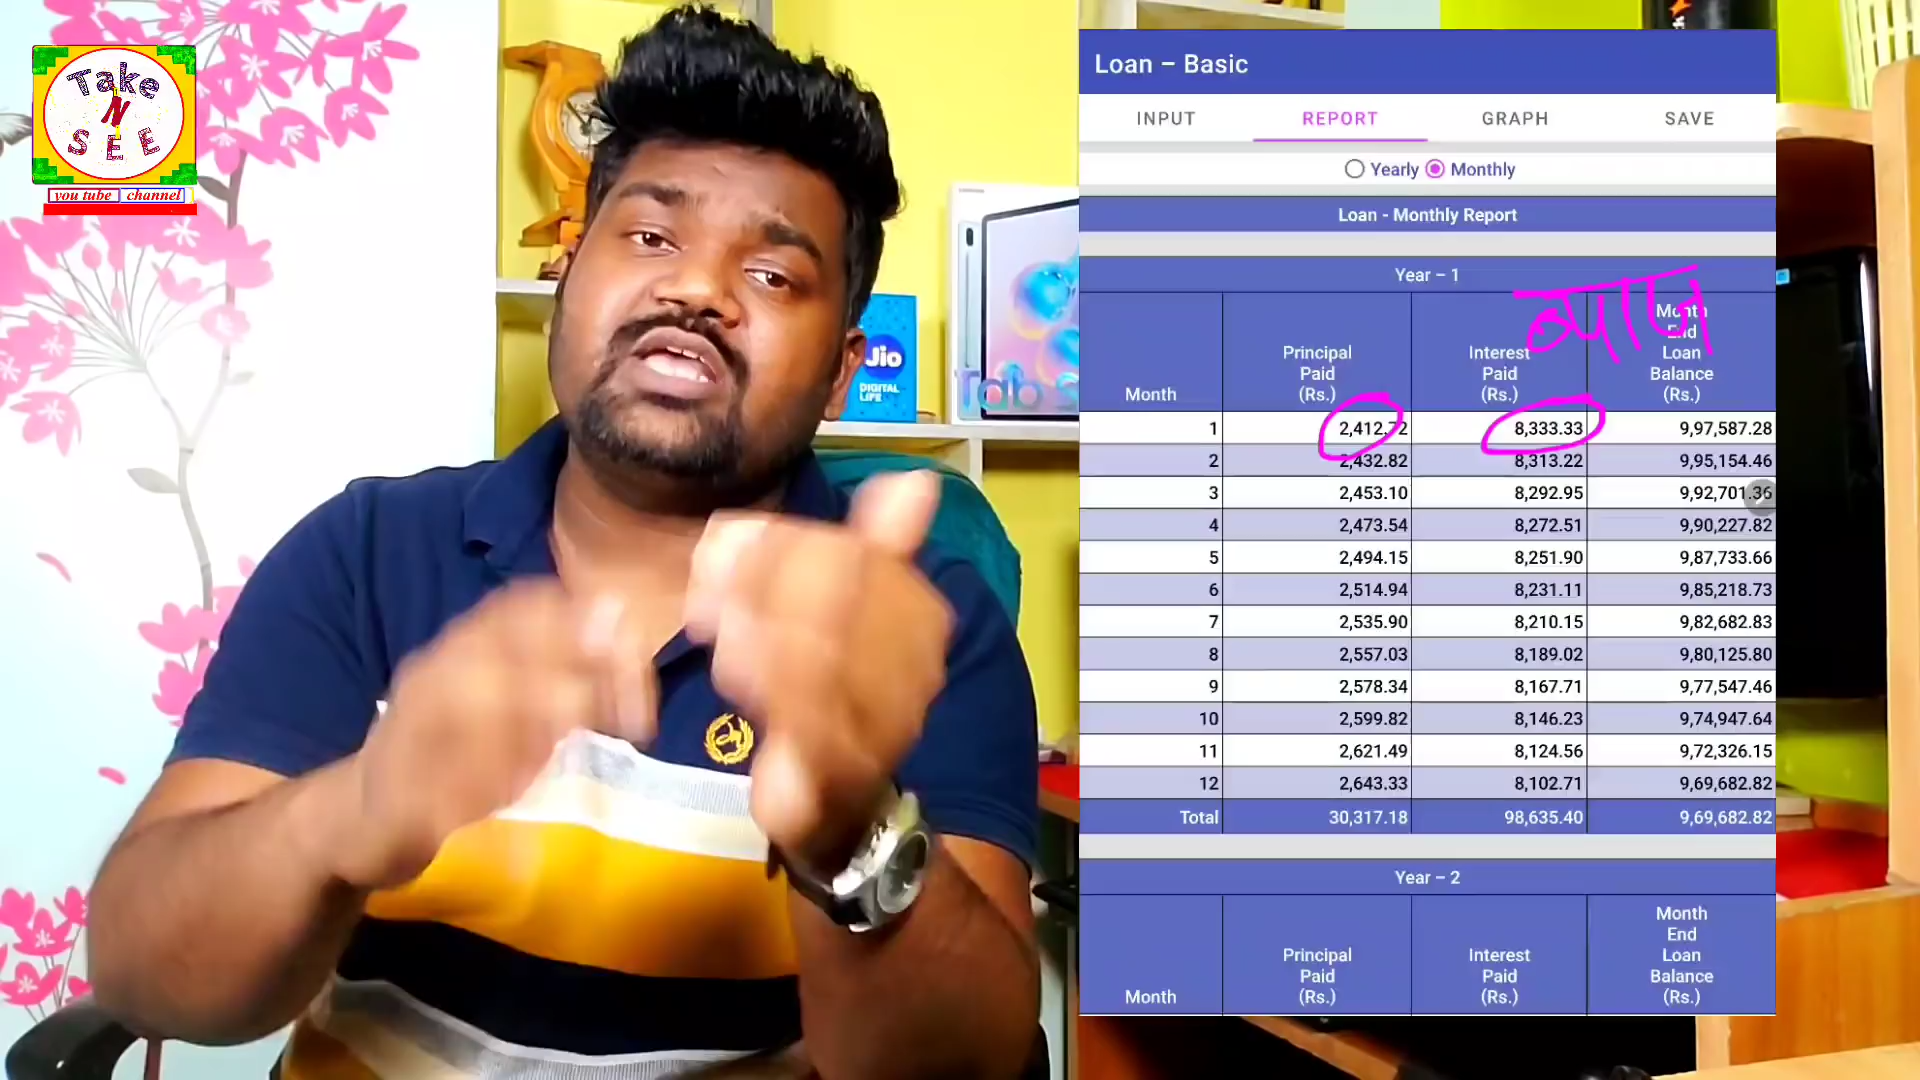 Take
N
SEE
you tube channel
Jio
DIGITAL
LIFE
Tab S
Loan – Basic
INPUT REPORT GRAPH SAVE
Yearly Monthly
Loan - Monthly Report
Year – 1
Month Principal Paid (Rs.) Interest Paid (Rs.) Month End Loan Balance (Rs.)
ब्याज
1 2,412.72 8,333.33 9,97,587.28
2 2,432.82 8,313.22 9,95,154.46
3 2,453.10 8,292.95 9,92,701.36
4 2,473.54 8,272.51 9,90,227.82
5 2,494.15 8,251.90 9,87,733.66
6 2,514.94 8,231.11 9,85,218.73
7 2,535.90 8,210.15 9,82,682.83
8 2,557.03 8,189.02 9,80,125.80
9 2,578.34 8,167.71 9,77,547.46
10 2,599.82 8,146.23 9,74,947.64
11 2,621.49 8,124.56 9,72,326.15
12 2,643.33 8,102.71 9,69,682.82
Total 30,317.18 98,635.40 9,69,682.82
Year – 2
Month Principal Paid (Rs.) Interest Paid (Rs.) Month End Loan Balance (Rs.)